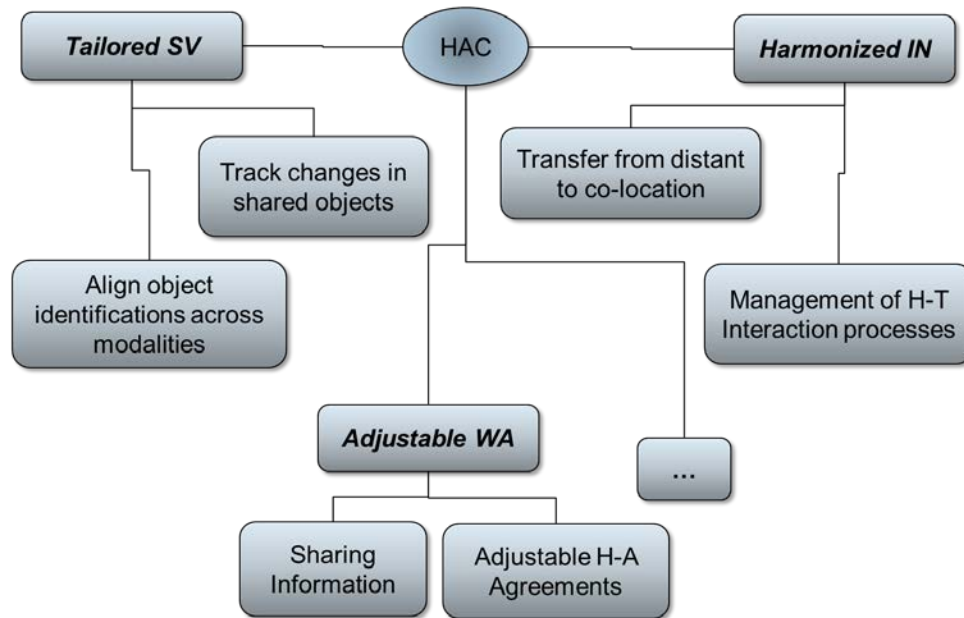 Tailored SV
HAC
Harmonized IN
Track changes in
shared objects
Transfer from distant
to co-location
Align object
identifications across
modalities
Management of H-T
Interaction processes
Adjustable WA
...
Sharing
Information
Adjustable H-A
Agreements